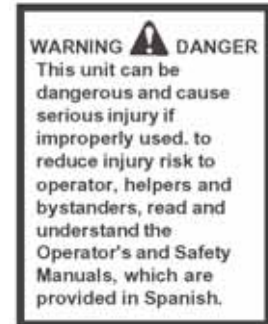 WARNING DANGER
This unit can be
dangerous and cause
serious injury if
improperly used. to
reduce injury risk to
operator, helpers and
bystanders, read and
understand the
Operator's and Safety
Manuals, which are
provided in Spanish.